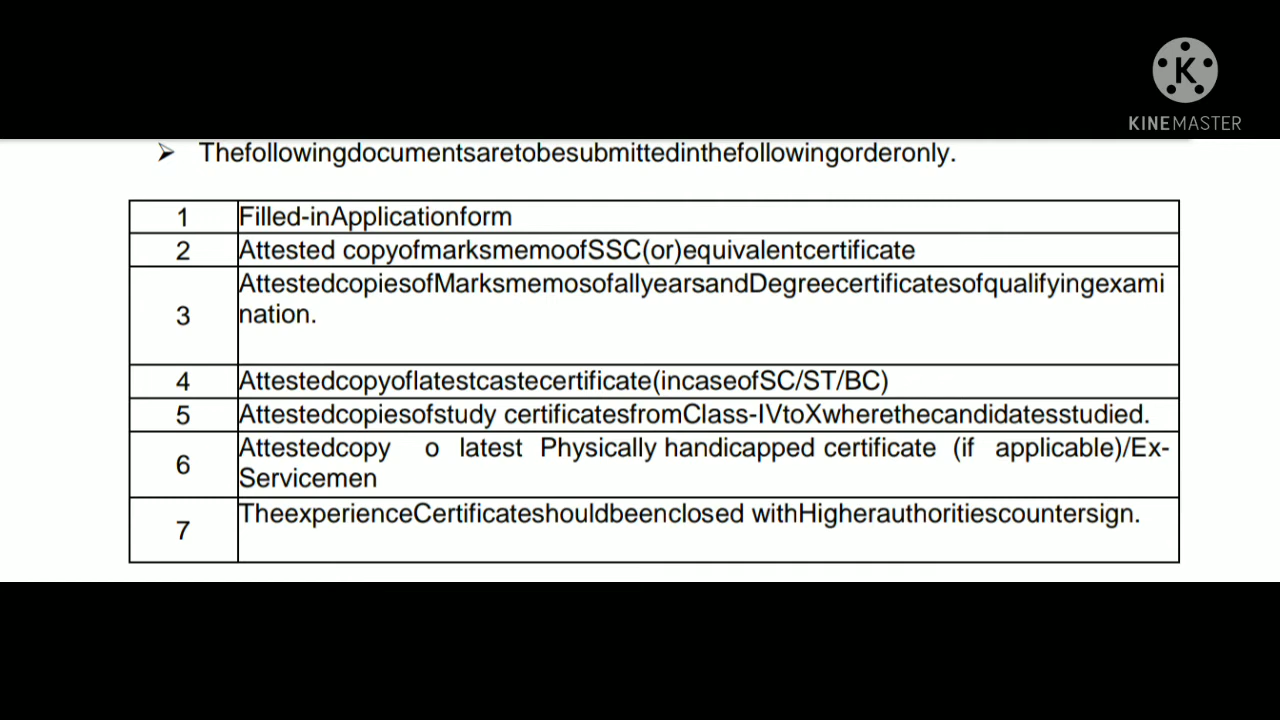 KINEMASTER
➢ Thefollowingdocumentsaretobesubmittedinthefollowingorderonly.
1 Filled-inApplicationform
2 Attested copyofmarksmemoofSSC(or)equivalentcertificate
3 AttestedcopiesofMarksmemosofallyearsandDegreecertificatesofqualifyingexami
nation.
4 Attestedcopyoflatestcastecertificate(incaseofSC/ST/BC)
5 Attestedcopiesofstudy certificatesfromClass-IVtoXwherethecandidatesstudied.
6 Attestedcopy o latest Physically handicapped certificate (if applicable)/Ex-
Servicemen
7 TheexperienceCertificateshouldbeenclosed withHigherauthoritiescountersign.